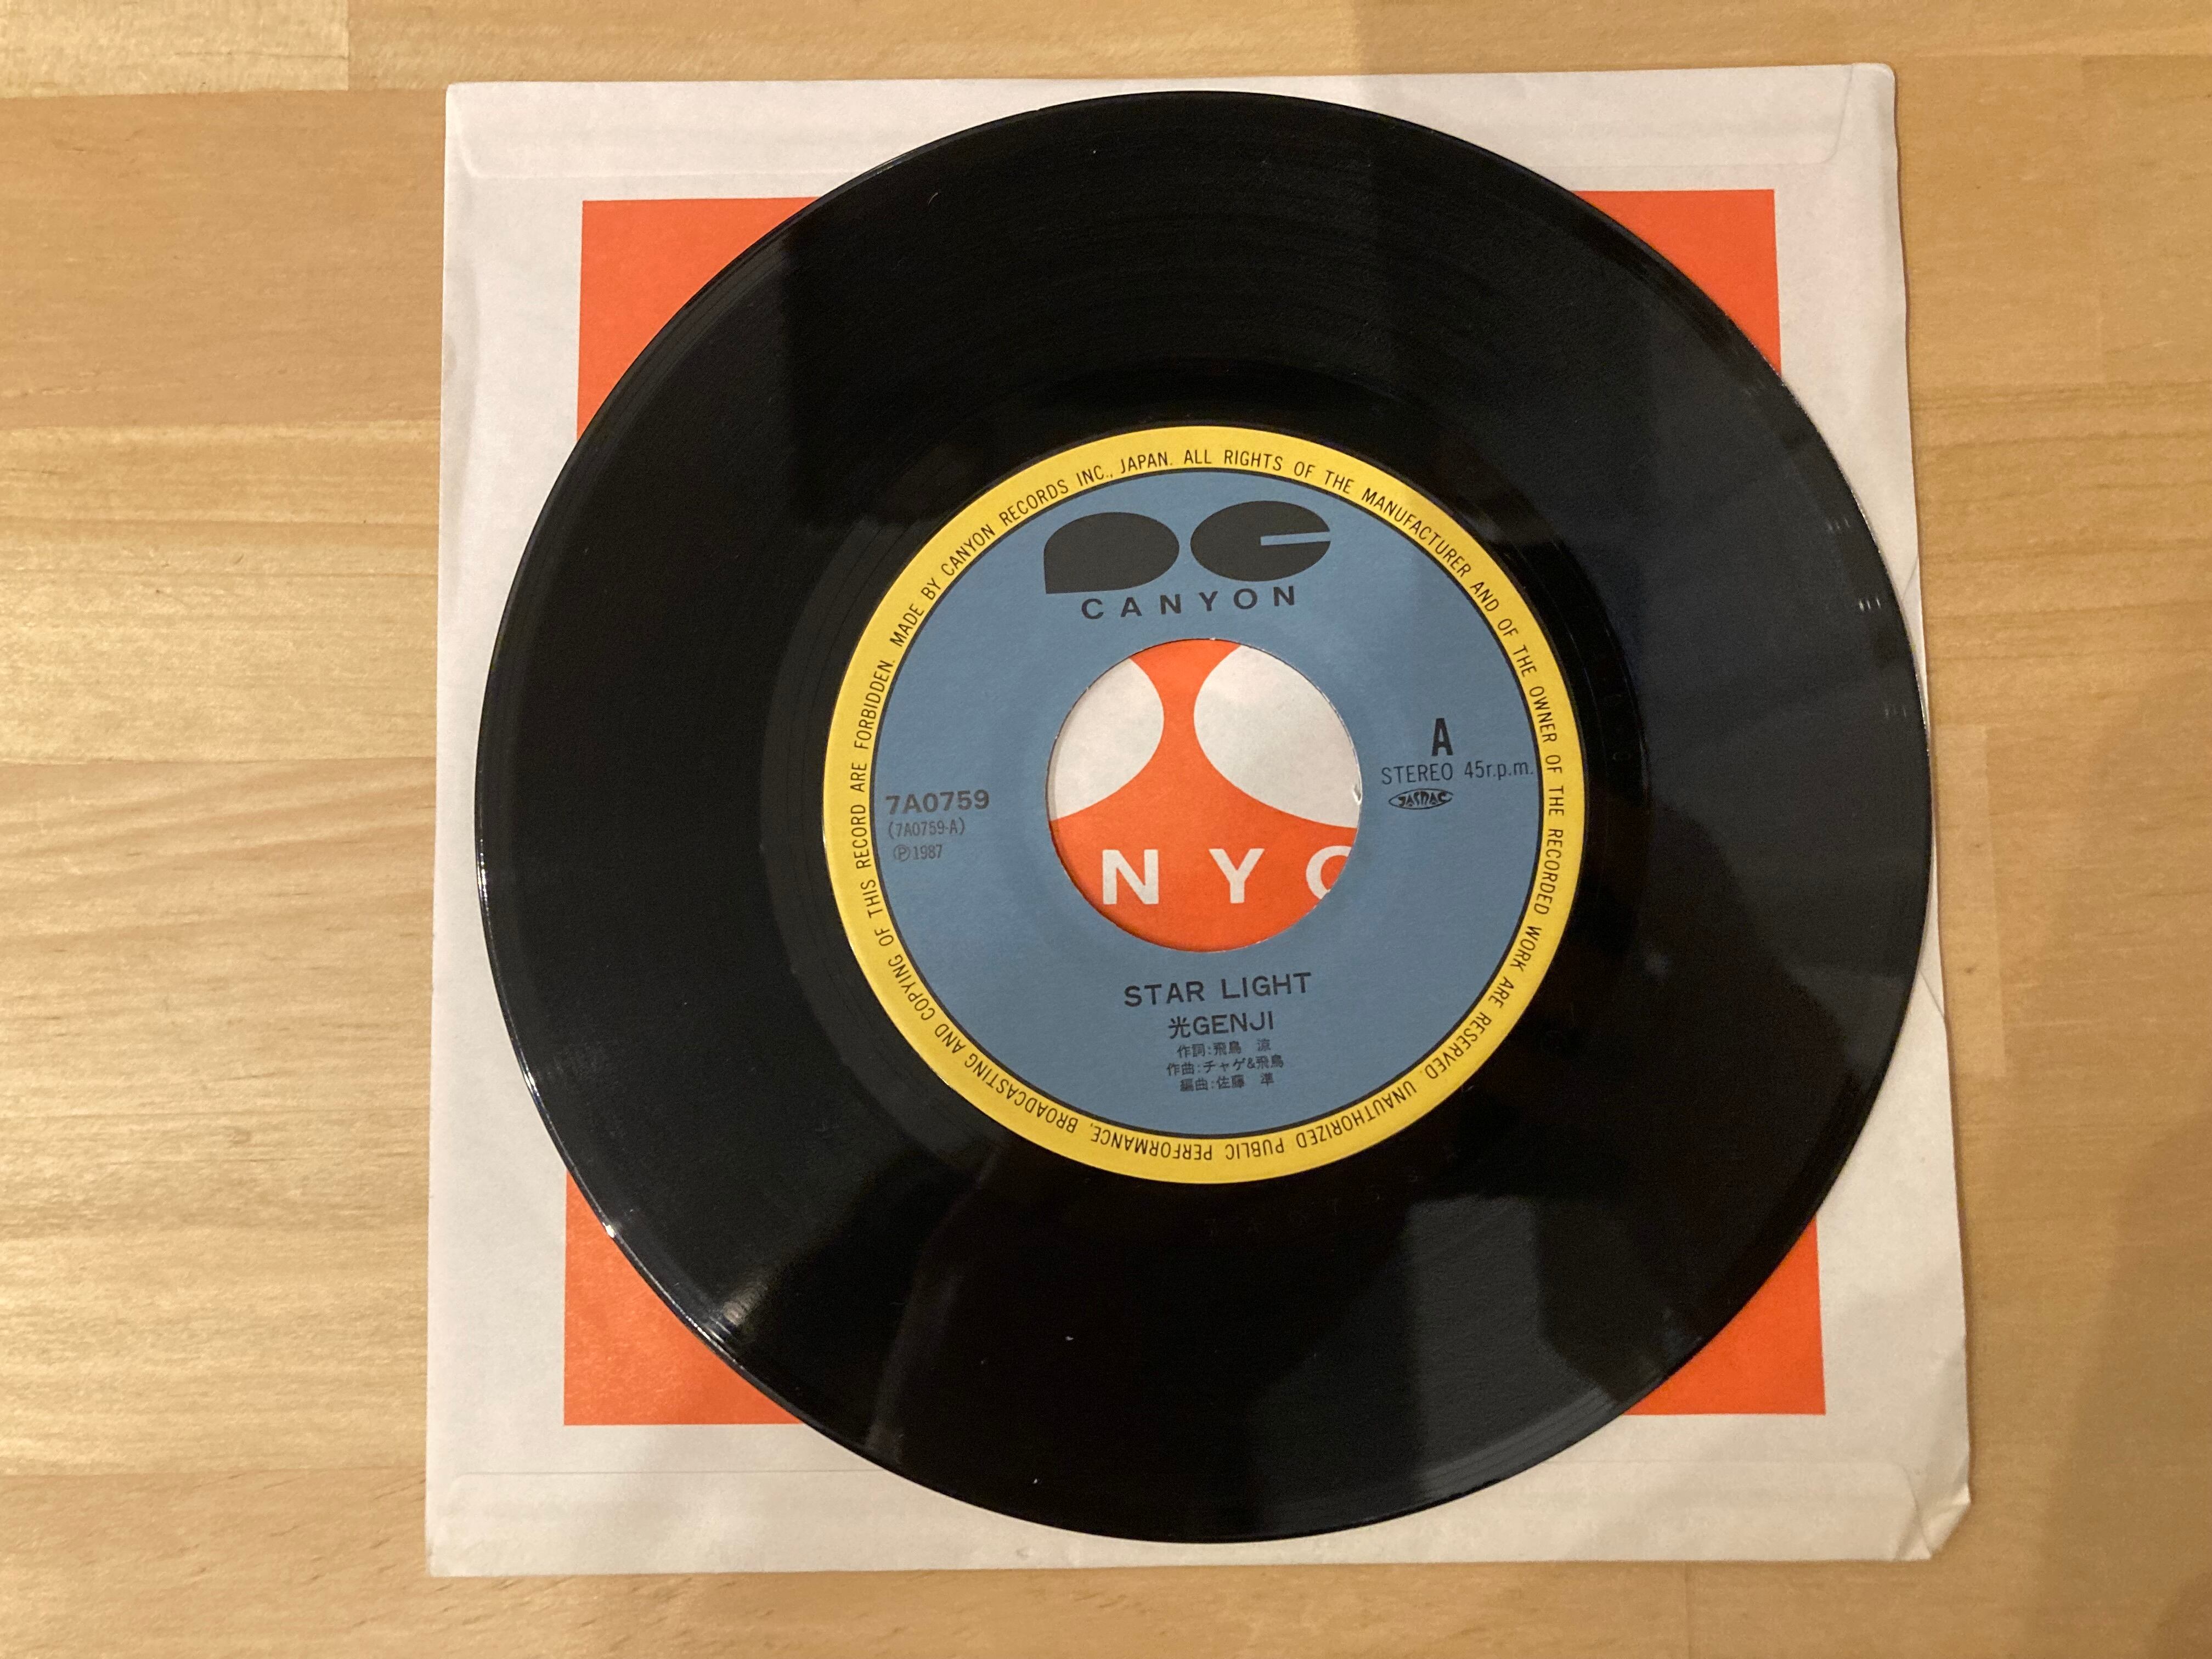 MADE BY CANYON RECORDS INC., JAPAN. ALL RIGHTS OF THE MANUFACTURER AND OF THE OWNER OF THE RECORDED WORK ARE RESERVED. UNAUTHORIZED PUBLIC PERFORMANCE, BROADCASTING AND COPYING OF THIS RECORD ARE FORBIDDEN.
CANYON
A
STEREO 45r.p.m.
JASRAC
7A0759
(7A0759-A)
Ⓟ1987
NYO
STAR LIGHT
光GENJI
作詞:飛鳥 涼
作曲:チャゲ&飛鳥
編曲:佐藤 準